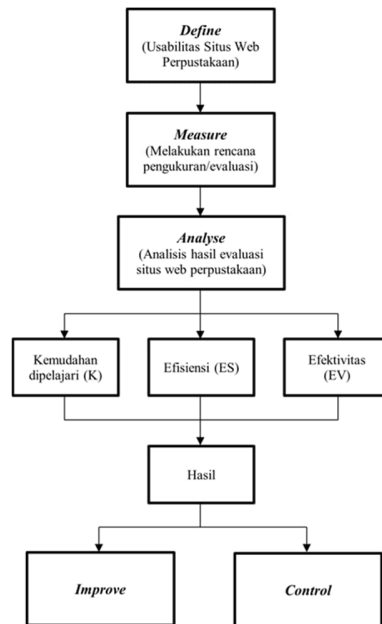 Define
(Usabilitas Situs Web
Perpustakaan)
Measure
(Melakukan rencana
pengukuran/evaluasi)
Analyse
(Analisis hasil evaluasi
situs web perpustakaan)
Kemudahan
dipelajari (K)
Efisiensi (ES)
Efektivitas
(EV)
Hasil
Improve
Control